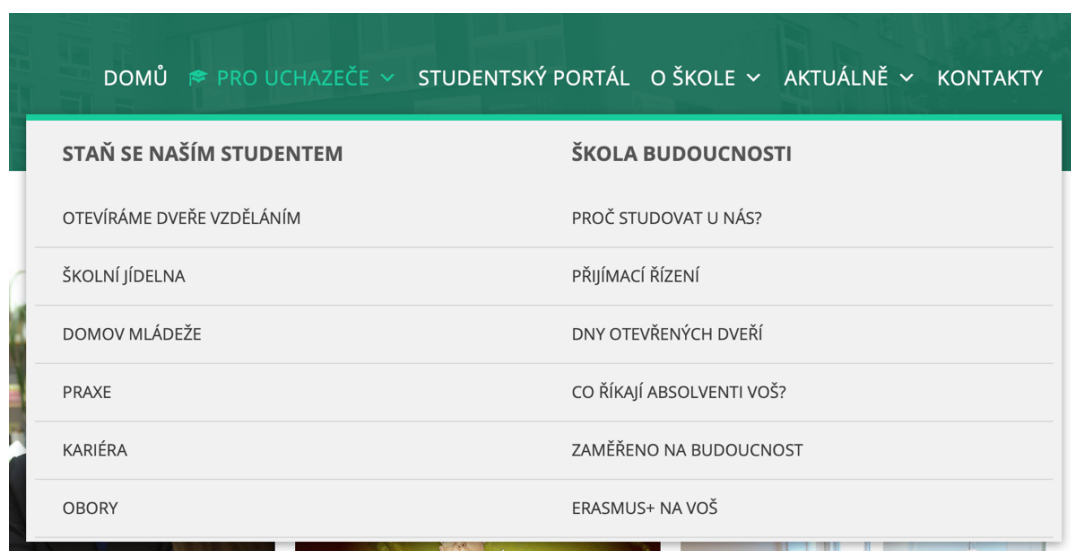 DOMŮ PRO UCHAZEČE STUDENTSKÝ PORTÁL O ŠKOLE AKTUÁLNĚ KONTAKTY
STAŇ SE NAŠÍM STUDENTEM
OTEVÍRÁME DVEŘE VZDĚLÁNÍM
ŠKOLNÍ JÍDELNA
DOMOV MLÁDEŽE
PRAXE
KARIÉRA
OBORY
ŠKOLA BUDOUCNOSTI
PROČ STUDOVAT U NÁS?
PŘIJÍMACÍ ŘÍZENÍ
DNY OTEVŘENÝCH DVEŘÍ
CO ŘÍKAJÍ ABSOLVENTI VOŠ?
ZAMĚŘENO NA BUDOUCNOST
ERASMUS+ NA VOŠ